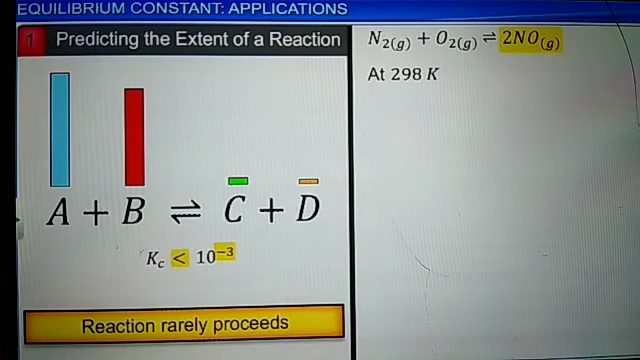 EQUILIBRIUM CONSTANT: APPLICATIONS
1 Predicting the Extent of a Reaction
A + B ⇌ C + D
K_c < 10⁻³
Reaction rarely proceeds
N₂(g) + O₂(g) ⇌ 2NO(g)
At 298 K